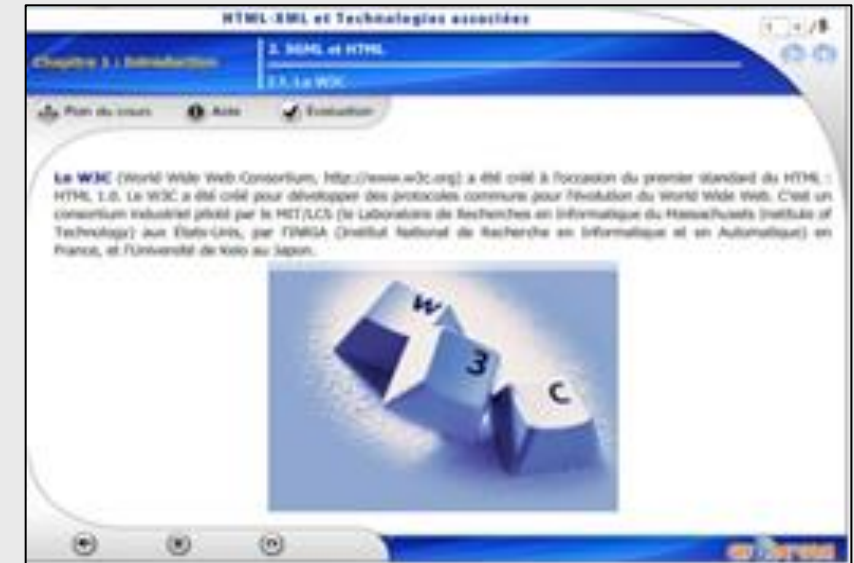 HTML-XML et Technologies associées
/8
Chapitre 1 : Introduction
2. SGML et HTML
2.1. Le W3C
Plan du cours
Aide
Evaluation
Le W3C (World Wide Web Consortium, http://www.w3c.org) a été créé à l'occasion du premier standard du HTML :
HTML 1.0. Le W3C a été créé pour développer des protocoles communs pour l'évolution du World Wide Web. C'est un
consortium industriel piloté par le MIT/LCS (le Laboratoire de Recherches en Informatique du Massachusets Institute of
Technology) aux Etats-Unis, par l'INRIA (Institut National de Recherche en Informatique et en Automatique) en
France, et l'Université de Keio au Japon.
W
3
C